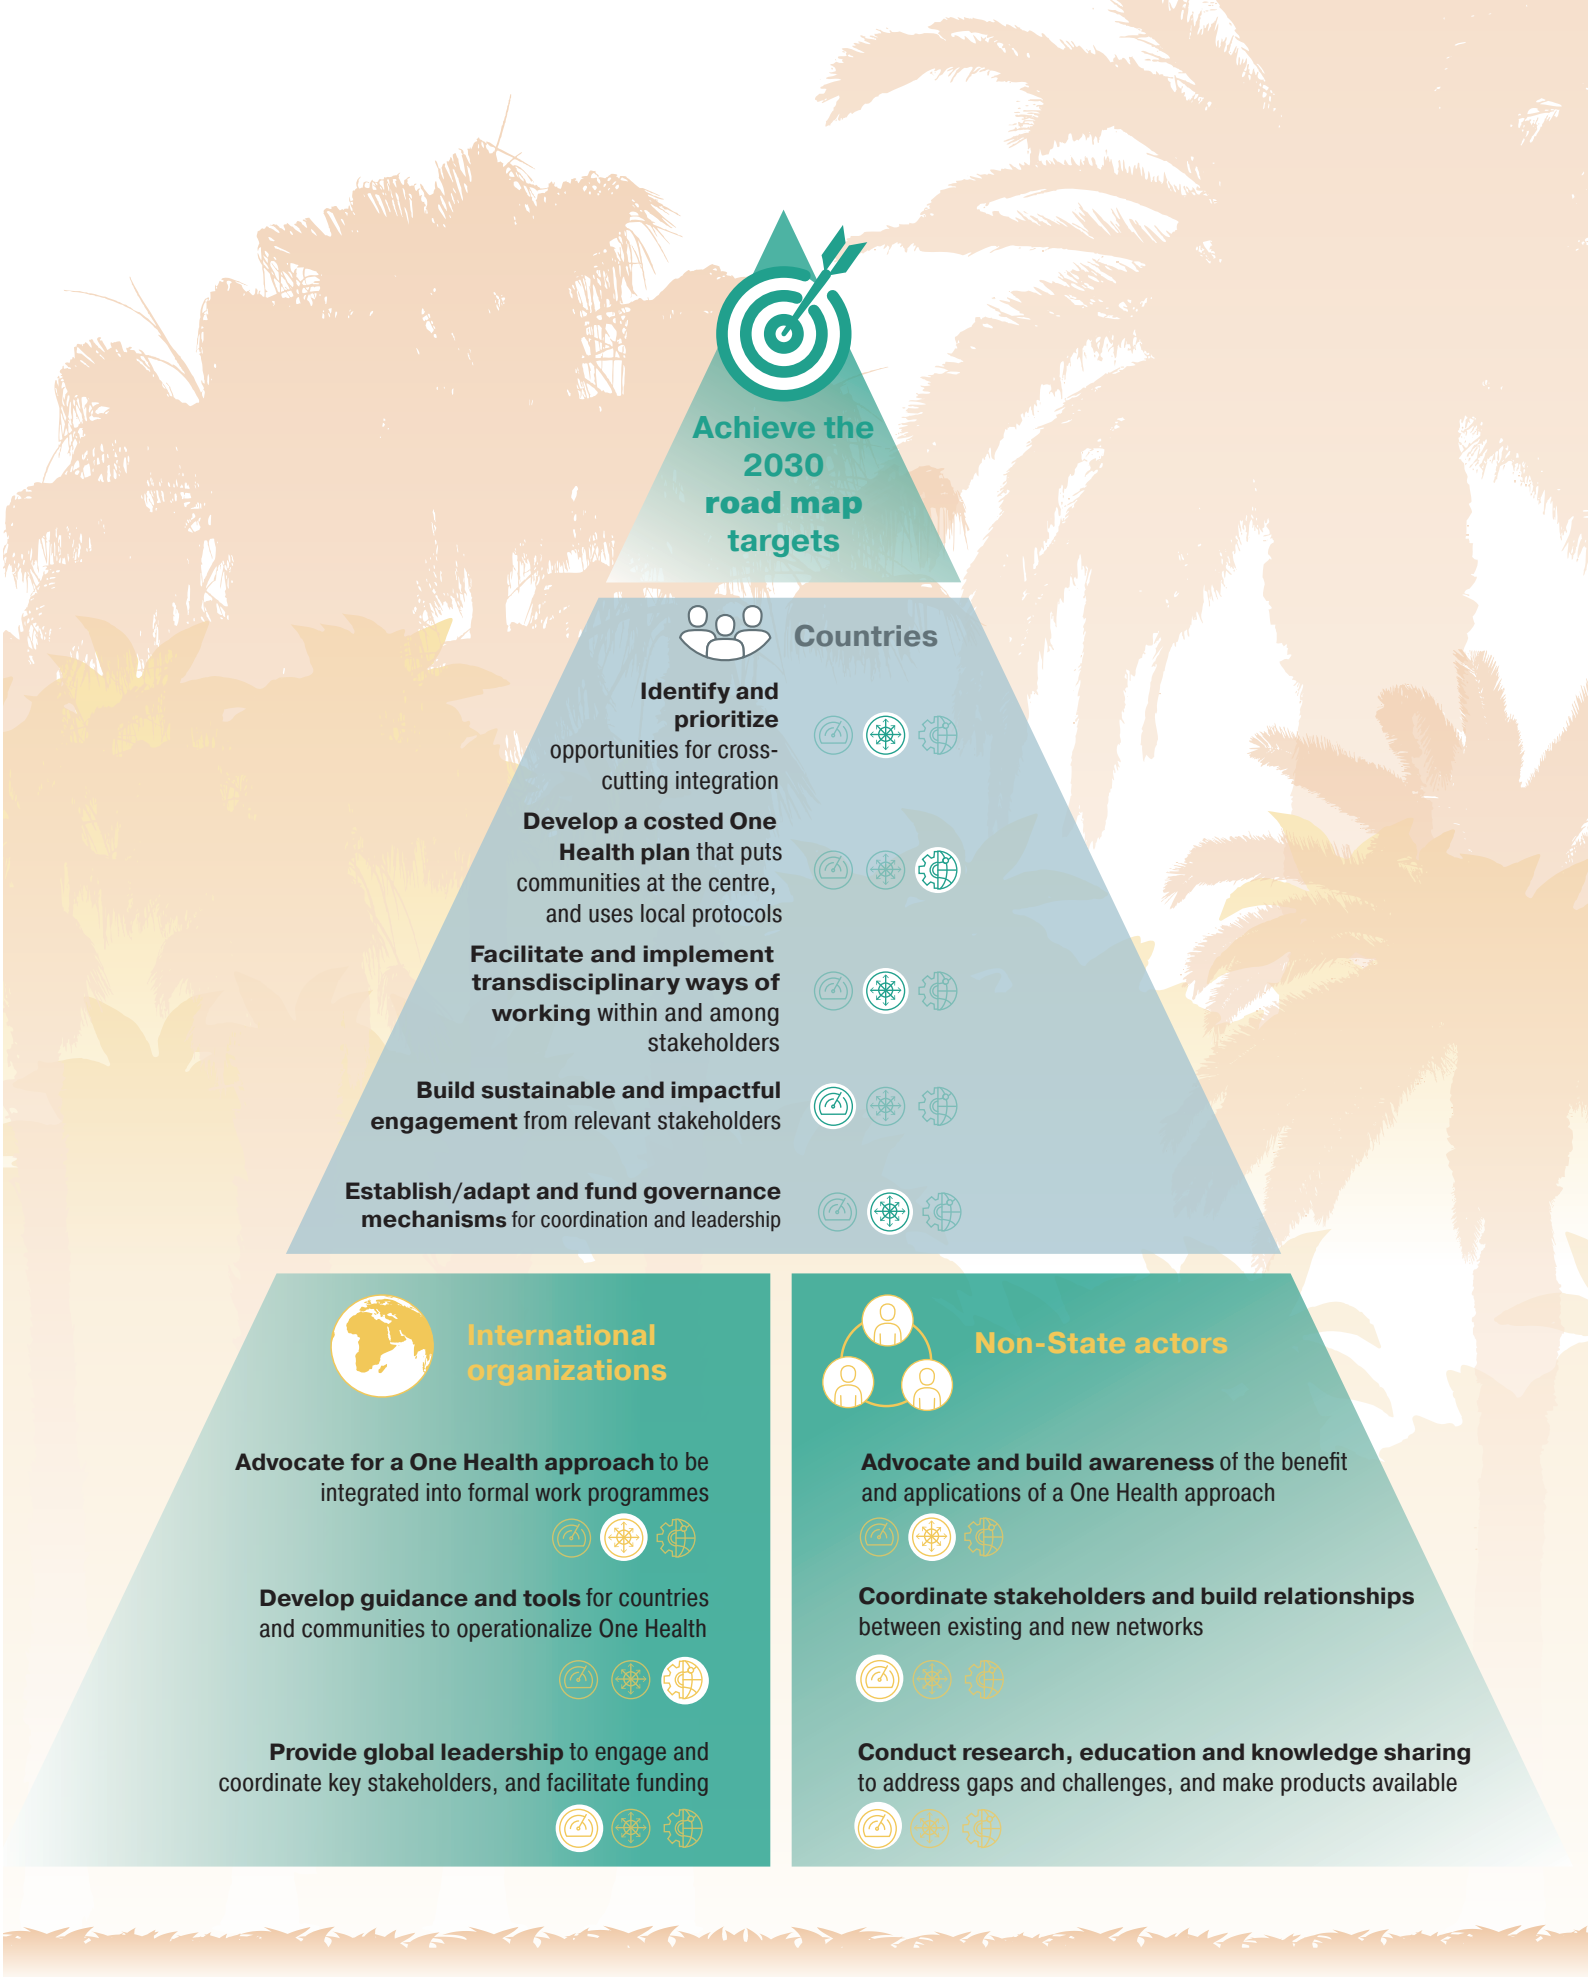 Achieve the
2030
road map
targets
Countries
Identify and
prioritize
opportunities for cross-
cutting integration
Develop a costed One
Health plan that puts
communities at the centre,
and uses local protocols
Facilitate and implement
transdisciplinary ways of
working within and among
stakeholders
Build sustainable and impactful
engagement from relevant stakeholders
Establish/adapt and fund governance
mechanisms for coordination and leadership
International
organizations
Advocate for a One Health approach to be
integrated into formal work programmes
Develop guidance and tools for countries
and communities to operationalize One Health
Provide global leadership to engage and
coordinate key stakeholders, and facilitate funding
Non-State actors
Advocate and build awareness of the benefit
and applications of a One Health approach
Coordinate stakeholders and build relationships
between existing and new networks
Conduct research, education and knowledge sharing
to address gaps and challenges, and make products available